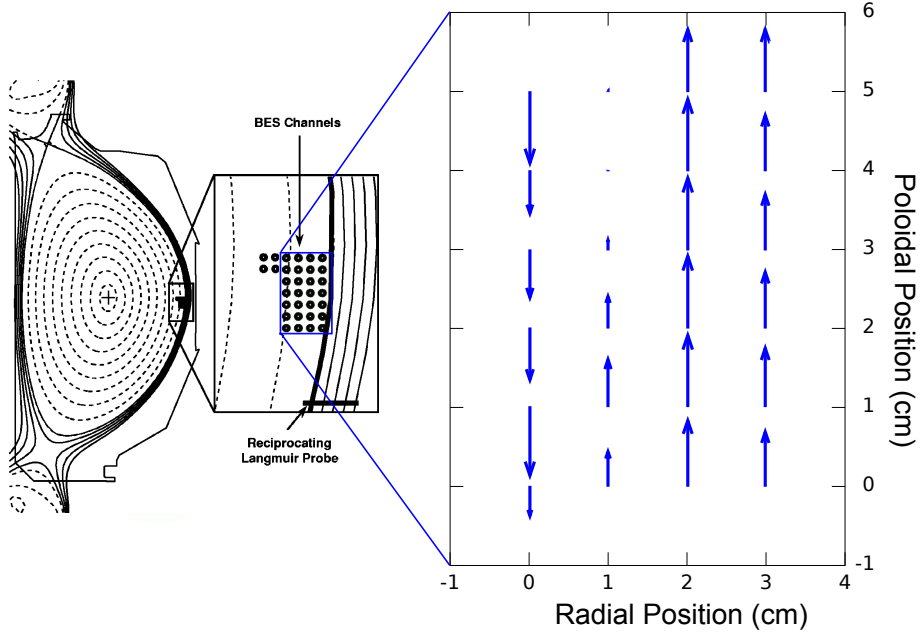 BES Channels
Reciprocating
Langmuir Probe
6
5
4
3
2
1
0
-1
-1
0
1
2
3
4
Radial Position (cm)
Poloidal Position (cm)